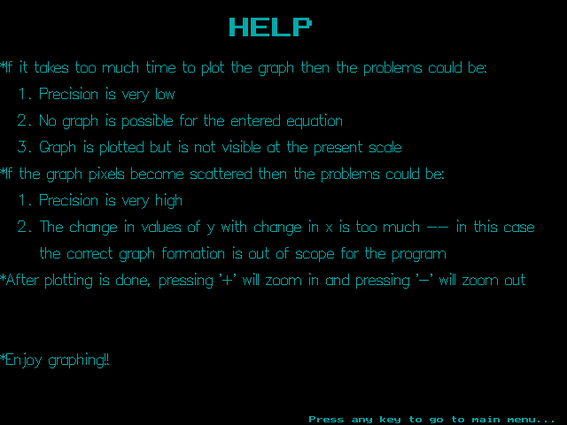 HELP
*If it takes too much time to plot the graph then the problems could be:
1. Precision is very low
2. No graph is possible for the entered equation
3. Graph is plotted but is not visible at the present scale
*If the graph pixels become scattered then the problems could be:
1. Precision is very high
2. The change in values of y with change in x is too much -- in this case
the correct graph formation is out of scope for the program
*After plotting is done, pressing '+' will zoom in and pressing '-' will zoom out
*Enjoy graphing!!
Press any key to go to main menu...